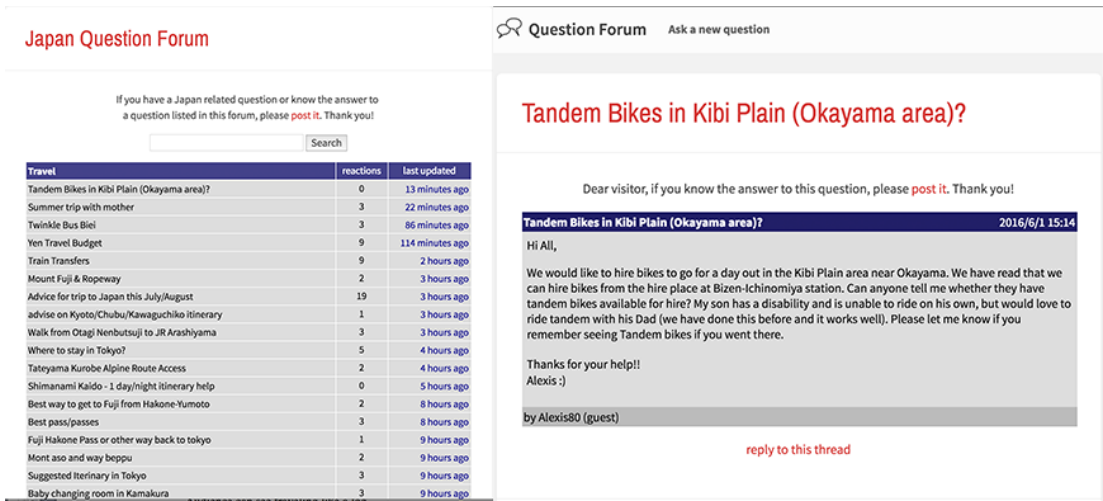 Japan Question Forum
If you have a Japan related question or know the answer to
a question listed in this forum, please post it. Thank you!
Search
Travel reactions last updated
Tandem Bikes in Kibi Plain (Okayama area)? 0 13 minutes ago
Summer trip with mother 3 22 minutes ago
Twinkle Bus Biei 3 86 minutes ago
Yen Travel Budget 9 114 minutes ago
Train Transfers 9 2 hours ago
Mount Fuji & Ropeway 2 3 hours ago
Advice for trip to Japan this July/August 19 3 hours ago
advise on Kyoto/Chubu/Kawaguchiko itinerary 1 3 hours ago
Walk from Otagi Nenbutsuji to JR Arashiyama 3 3 hours ago
Where to stay in Tokyo? 5 4 hours ago
Tateyama Kurobe Alpine Route Access 2 4 hours ago
Shimanami Kaido - 1 day/night itinerary help 0 5 hours ago
Best way to get to Fuji from Hakone-Yumoto 2 8 hours ago
Best pass/passes 3 8 hours ago
Fuji Hakone Pass or other way back to tokyo 1 9 hours ago
Mont aso and way beppu 2 9 hours ago
Suggested Iterinary in Tokyo 3 9 hours ago
Baby changing room in Kamakura 3 9 hours ago
Question Forum Ask a new question
Tandem Bikes in Kibi Plain (Okayama area)?
Dear visitor, if you know the answer to this question, please post it. Thank you!
Tandem Bikes in Kibi Plain (Okayama area)? 2016/6/1 15:14
Hi All,
We would like to hire bikes to go for a day out in the Kibi Plain area near Okayama. We have read that we
can hire bikes from the hire place at Bizen-Ichinomiya station. Can anyone tell me whether they have
tandem bikes available for hire? My son has a disability and is unable to ride on his own, but would love to
ride tandem with his Dad (we have done this before and it works well). Please let me know if you
remember seeing Tandem bikes if you went there.
Thanks for your help!!
Alexis :)
by Alexis80 (guest)
reply to this thread